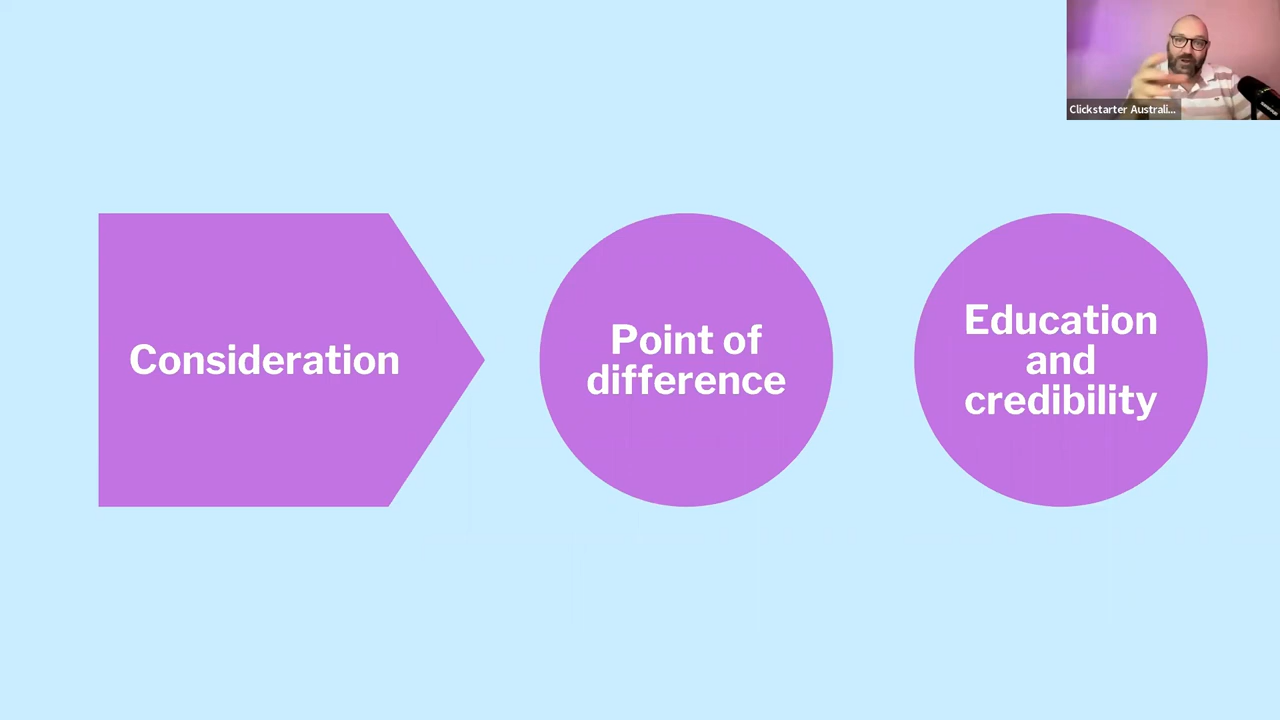 Clickstarter Australi...
Consideration
Point of
difference
Education
and
credibility